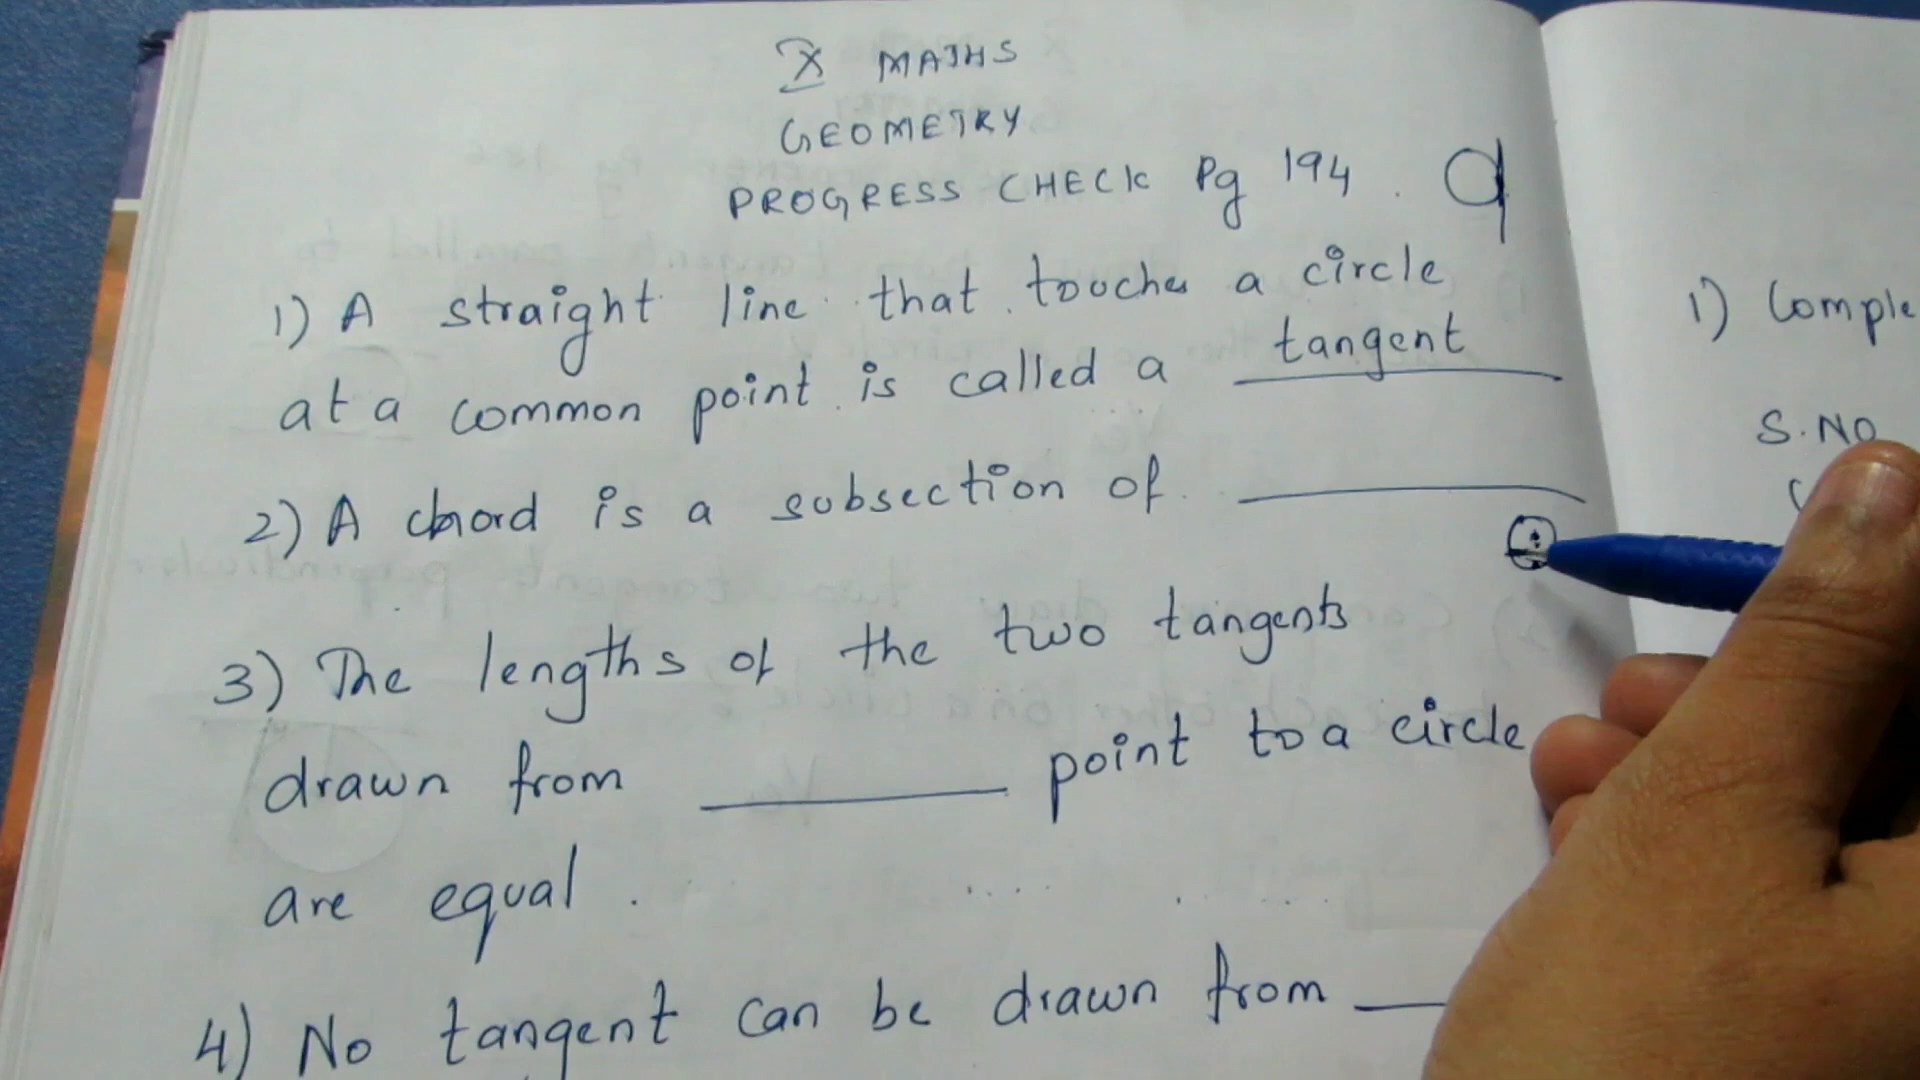 X MATHS
GEOMETRY
PROGRESS CHECK Pg 194.
1) A straight line that touches a circle
at a common point is called a tangent
2) A chord is a subsection of
3) The lengths of the two tangents
drawn from ______ point to a circle
are equal.
4) No tangent can be drawn from
1) Comple
S.NO